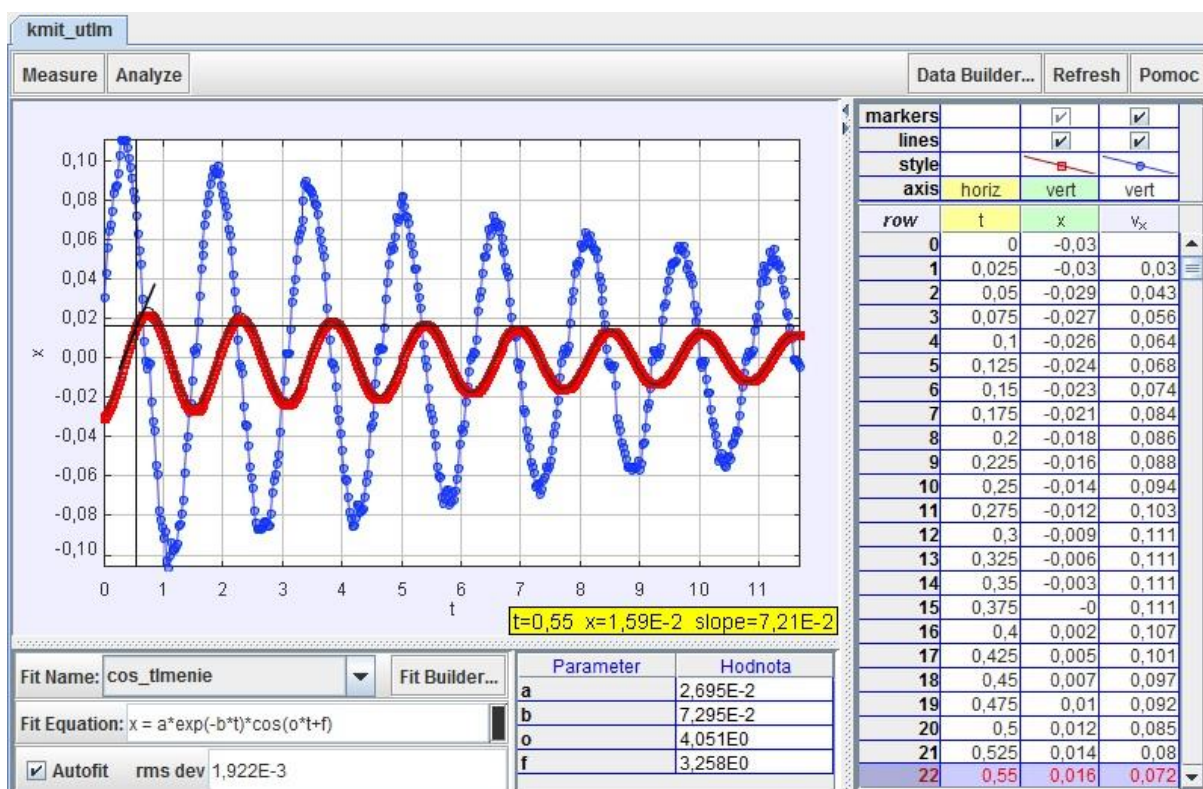 kmit_utlm
Measure Analyze Data Builder... Refresh Pomoc
x
0,10
0,08
0,06
0,04
0,02
0,00
-0,02
-0,04
-0,06
-0,08
-0,10
0 1 2 3 4 5 6 7 8 9 10 11
t
t=0,55 x=1,59E-2 slope=7,21E-2
markers
lines
style
axis horiz vert vert
row t x vx
0 0 -0,03
1 0,025 -0,03 0,03
2 0,05 -0,029 0,043
3 0,075 -0,027 0,056
4 0,1 -0,026 0,064
5 0,125 -0,024 0,068
6 0,15 -0,023 0,074
7 0,175 -0,021 0,084
8 0,2 -0,018 0,086
9 0,225 -0,016 0,088
10 0,25 -0,014 0,094
11 0,275 -0,012 0,103
12 0,3 -0,009 0,111
13 0,325 -0,006 0,111
14 0,35 -0,003 0,111
15 0,375 -0 0,111
16 0,4 0,002 0,107
17 0,425 0,005 0,101
18 0,45 0,007 0,097
19 0,475 0,01 0,092
20 0,5 0,012 0,085
21 0,525 0,014 0,08
22 0,55 0,016 0,072
Fit Name: cos_tlmenie Fit Builder...
Fit Equation: x = a*exp(-b*t)*cos(o*t+f)
Autofit rms dev 1,922E-3
Parameter Hodnota
a 2,695E-2
b 7,295E-2
o 4,051E0
f 3,258E0